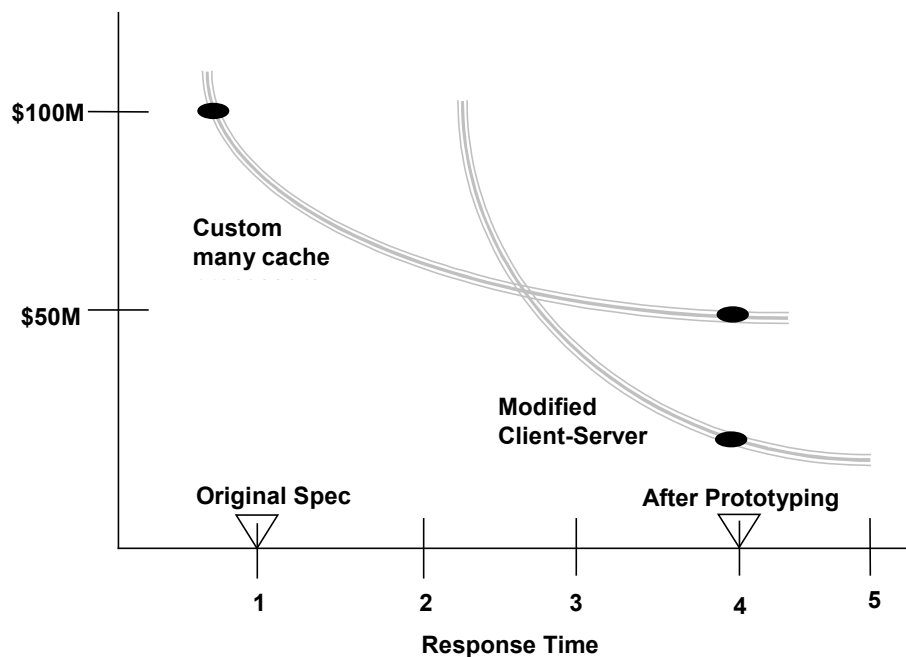 $100M
Custom
many cache
$50M
Modified
Client-Server
Original Spec
After Prototyping
1
2
3
4
5
Response Time